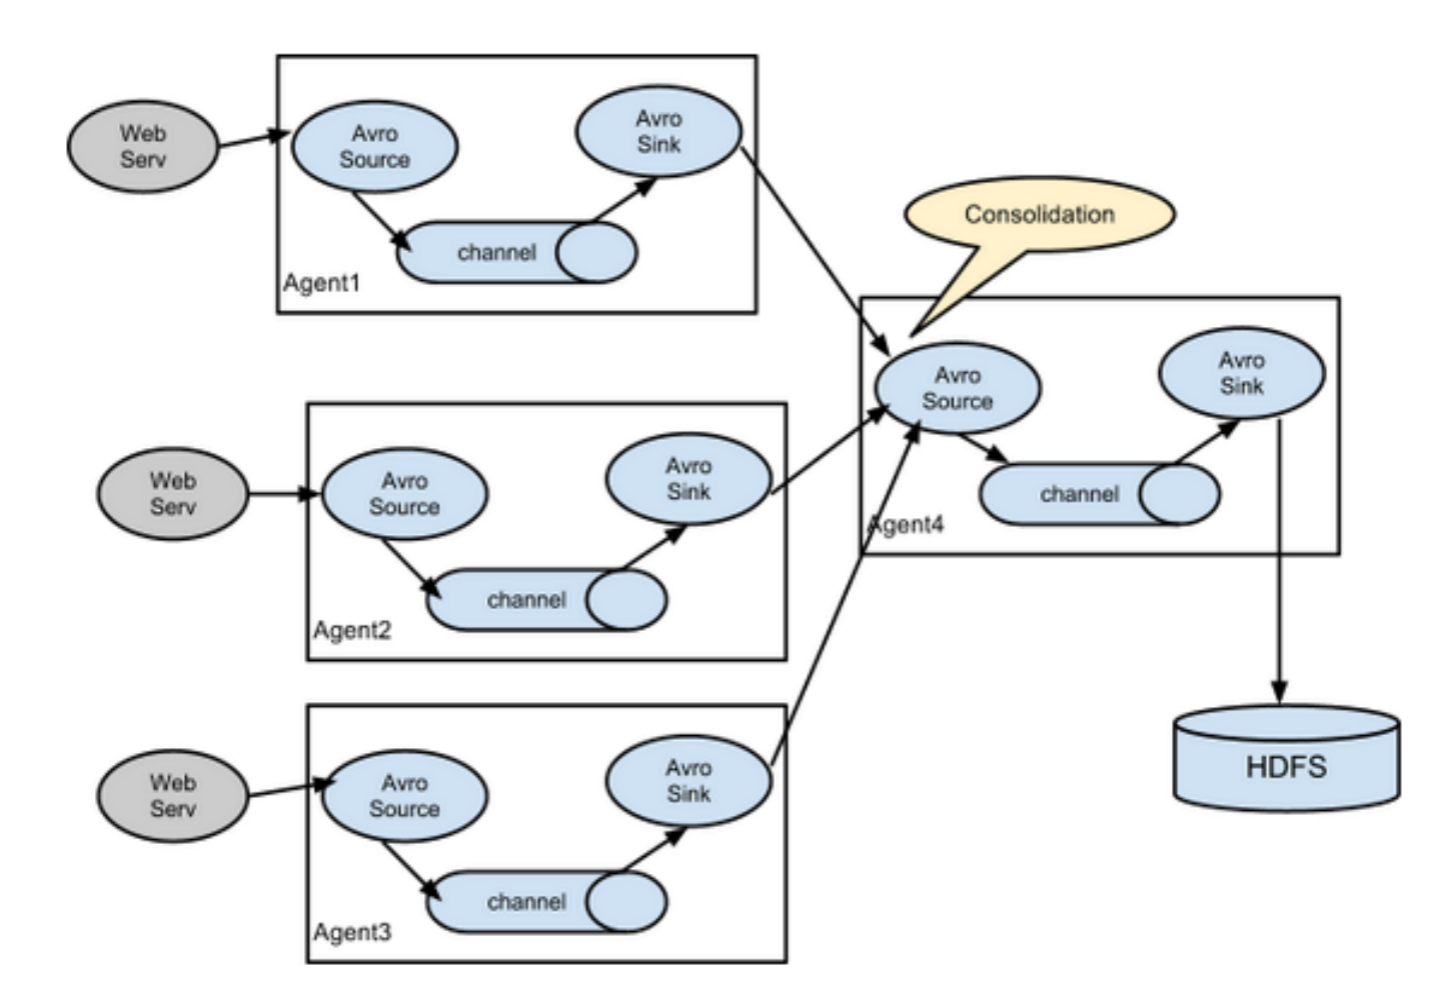 Web
Serv
Avro
Source
Avro
Sink
channel
Agent1
Consolidation
Avro
Source
Avro
Sink
channel
Agent4
Web
Serv
Avro
Source
Avro
Sink
channel
Agent2
HDFS
Web
Serv
Avro
Source
Avro
Sink
channel
Agent3